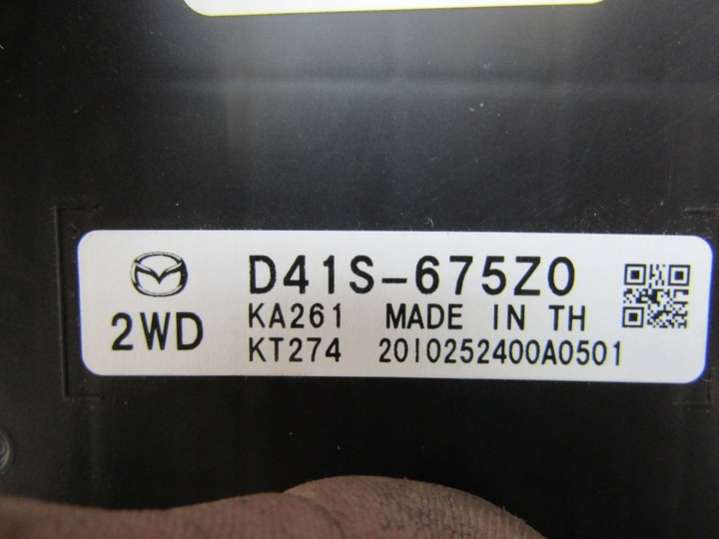 D41S-675Z0
2WD
KA261 MADE IN TH
KT274 2010252400A0501